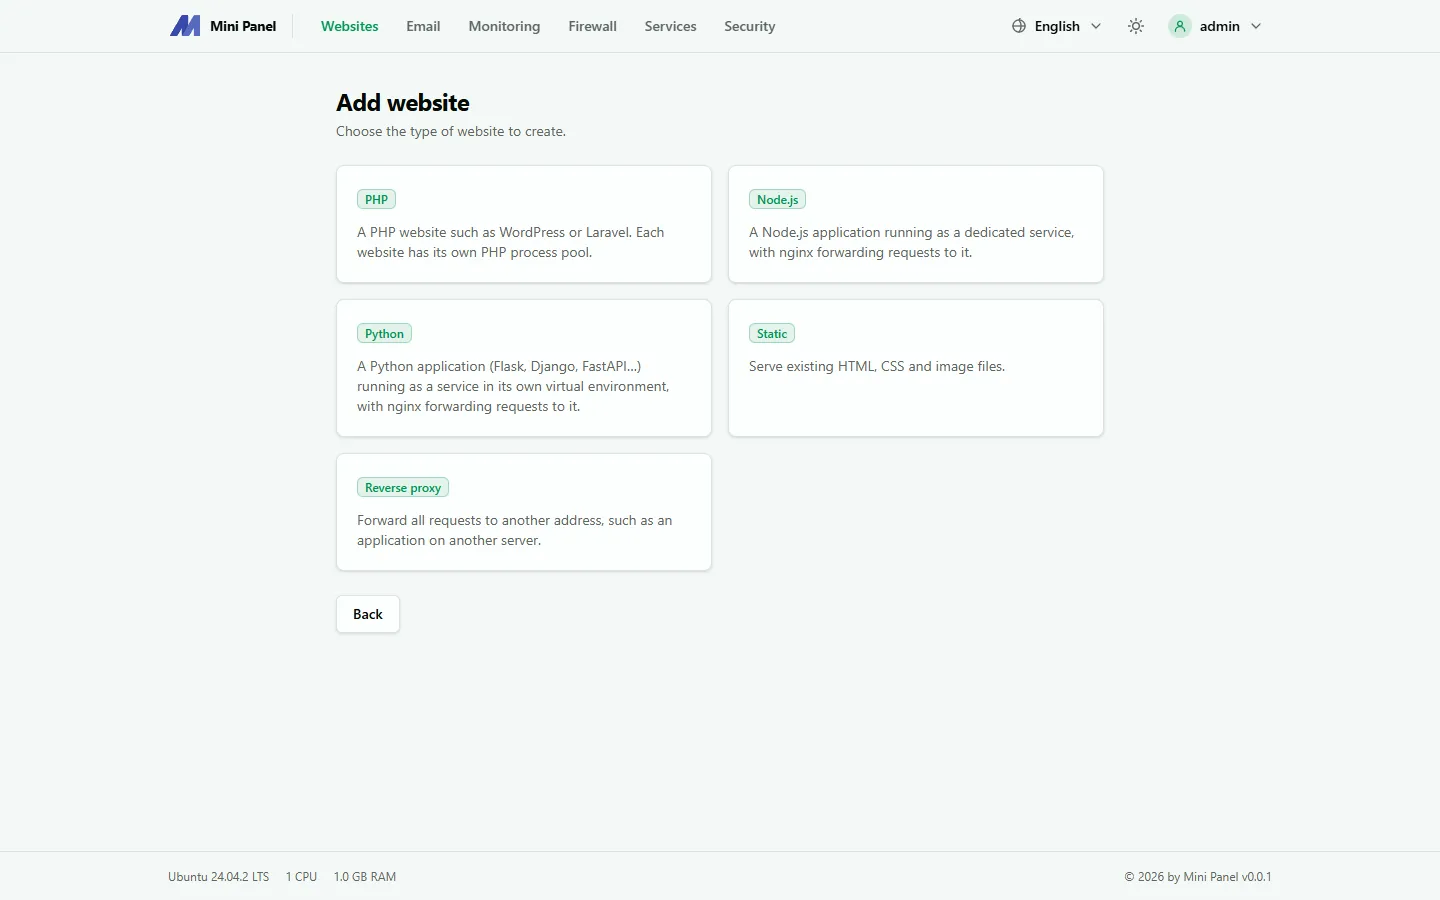 Mini Panel
Websites
Email
Monitoring
Firewall
Services
Security
English
admin
Add website
Choose the type of website to create.
PHP
A PHP website such as WordPress or Laravel. Each
website has its own PHP process pool.
Node.js
A Node.js application running as a dedicated service,
with nginx forwarding requests to it.
Python
A Python application (Flask, Django, FastAPI...)
running as a service in its own virtual environment,
with nginx forwarding requests to it.
Static
Serve existing HTML, CSS and image files.
Reverse proxy
Forward all requests to another address, such as an
application on another server.
Back
Ubuntu 24.04.2 LTS
1 CPU
1.0 GB RAM
© 2026 by Mini Panel v0.0.1